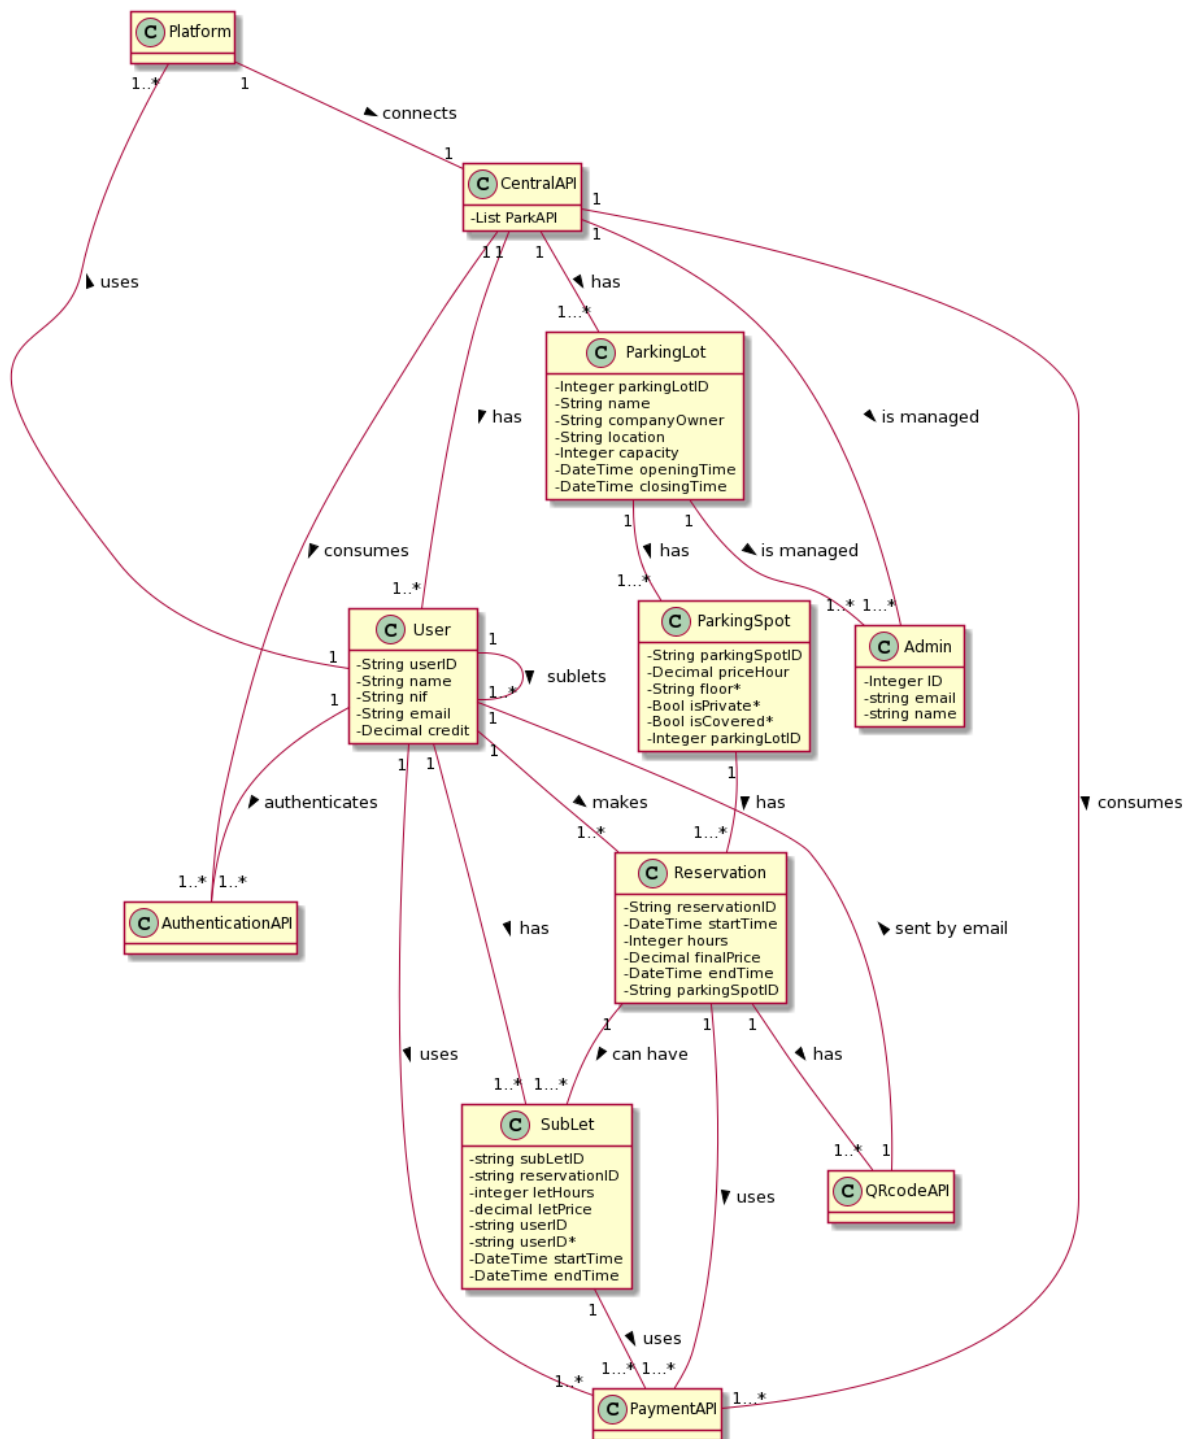 C Platform
1..*
1
connects
1
C CentralAPI
-List ParkAPI
1
1
1
1
1
uses
has
1...*
C ParkingLot
-Integer parkingLotID
-String name
-String companyOwner
-String location
-Integer capacity
-DateTime openingTime
-DateTime closingTime
has
is managed
1
1
consumes
has
is managed
1..*
1...*
1..*
1...*
C User
-String userID
-String name
-String nif
-String email
-Decimal credit
1
1
sublets
1..*
1
1
C ParkingSpot
-String parkingSpotID
-Decimal priceHour
-String floor*
-Bool isPrivate*
-Bool isCovered*
-Integer parkingLotID
C Admin
-Integer ID
-string email
-string name
1
1
1
1
authenticates
makes
has
consumes
1..*
1...*
1..*
1..*
C AuthenticationAPI
C Reservation
-String reservationID
-DateTime startTime
-Integer hours
-Decimal finalPrice
-DateTime endTime
-String parkingSpotID
has
sent by email
1
1
1
uses
can have
has
1..*
1...*
1..*
1
C SubLet
-string subLetID
-string reservationID
-integer letHours
-decimal letPrice
-string userID
-string userID*
-DateTime startTime
-DateTime endTime
C QRcodeAPI
uses
1
uses
1..*
1...*
1...*
1...*
C PaymentAPI